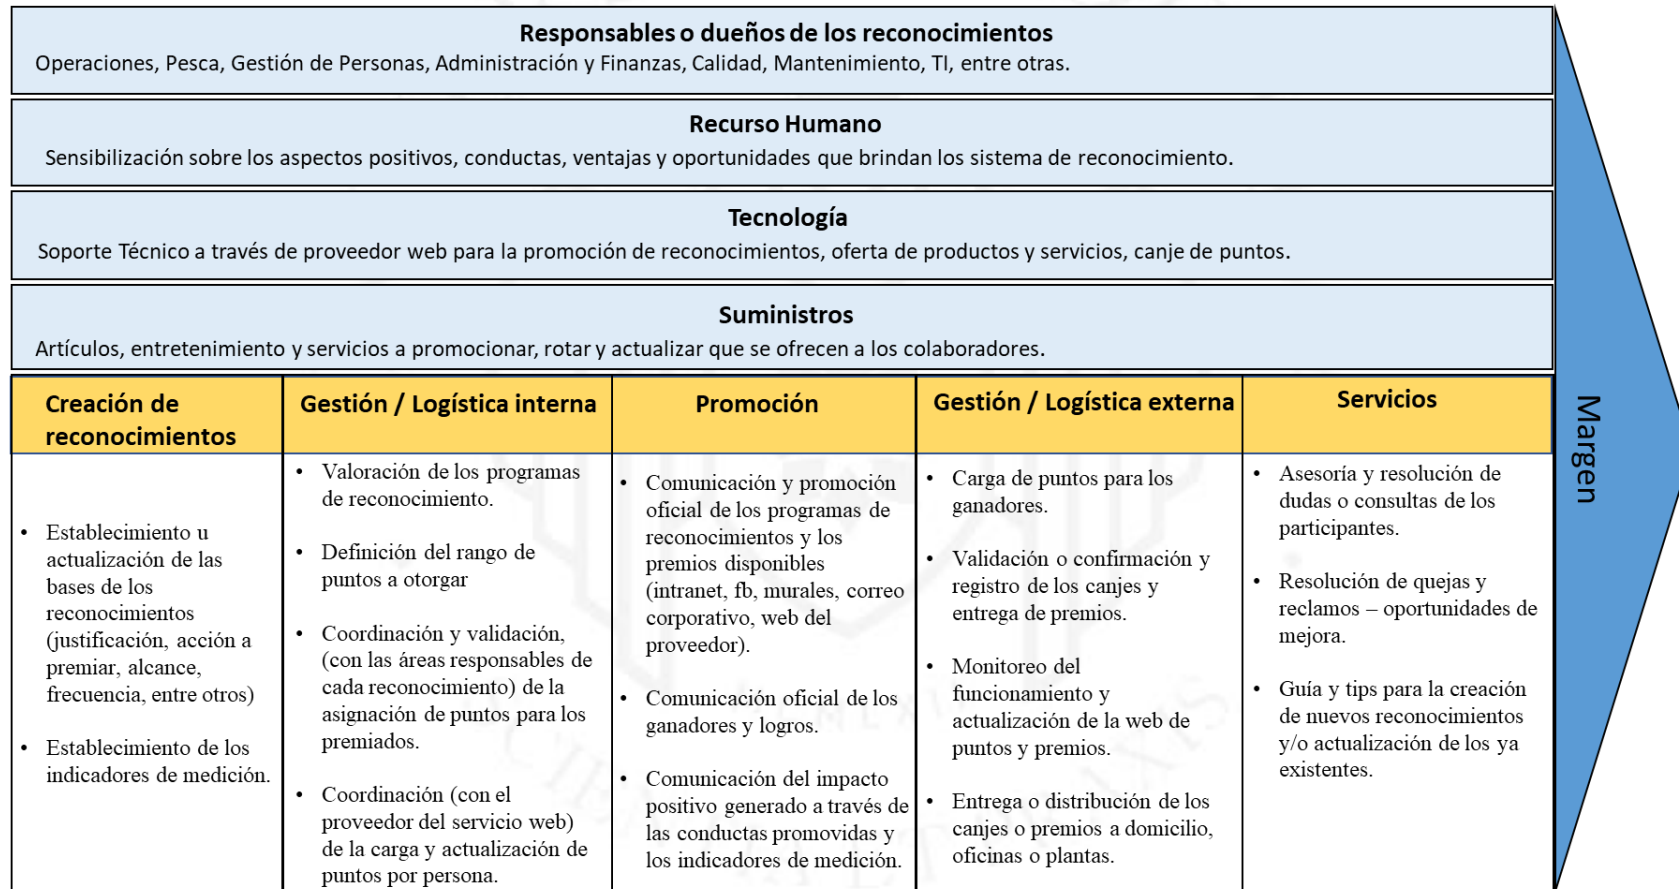 Responsables o dueños de los reconocimientos
Operaciones, Pesca, Gestión de Personas, Administración y Finanzas, Calidad, Mantenimiento, TI, entre otras.
Recurso Humano
Sensibilización sobre los aspectos positivos, conductas, ventajas y oportunidades que brindan los sistema de reconocimiento.
Tecnología
Soporte Técnico a través de proveedor web para la promoción de reconocimientos, oferta de productos y servicios, canje de puntos.
Suministros
Artículos, entretenimiento y servicios a promocionar, rotar y actualizar que se ofrecen a los colaboradores.
Creación de
reconocimientos
• Establecimiento u
actualización de las
bases de los
reconocimientos
(justificación, acción a
premiar, alcance,
frecuencia, entre otros)
• Establecimiento de los
indicadores de medición.
Gestión / Logística interna
• Valoración de los programas
de reconocimiento.
• Definición del rango de
puntos a otorgar
• Coordinación y validación,
(con las áreas responsables de
cada reconocimiento) de la
asignación de puntos para los
premiados.
• Coordinación (con el
proveedor del servicio web)
de la carga y actualización de
puntos por persona.
Promoción
• Comunicación y promoción
oficial de los programas de
reconocimientos y los
premios disponibles
(intranet, fb, murales, correo
corporativo, web del
proveedor).
• Comunicación oficial de los
ganadores y logros.
• Comunicación del impacto
positivo generado a través de
las conductas promovidas y
los indicadores de medición.
Gestión / Logística externa
• Carga de puntos para los
ganadores.
• Validación o confirmación y
registro de los canjes y
entrega de premios.
• Monitoreo del
funcionamiento y
actualización de la web de
puntos y premios.
• Entrega o distribución de los
canjes o premios a domicilio,
oficinas o plantas.
Servicios
• Asesoría y resolución de
dudas o consultas de los
participantes.
• Resolución de quejas y
reclamos – oportunidades de
mejora.
• Guía y tips para la creación
de nuevos reconocimientos
y/o actualización de los ya
existentes.
Margen